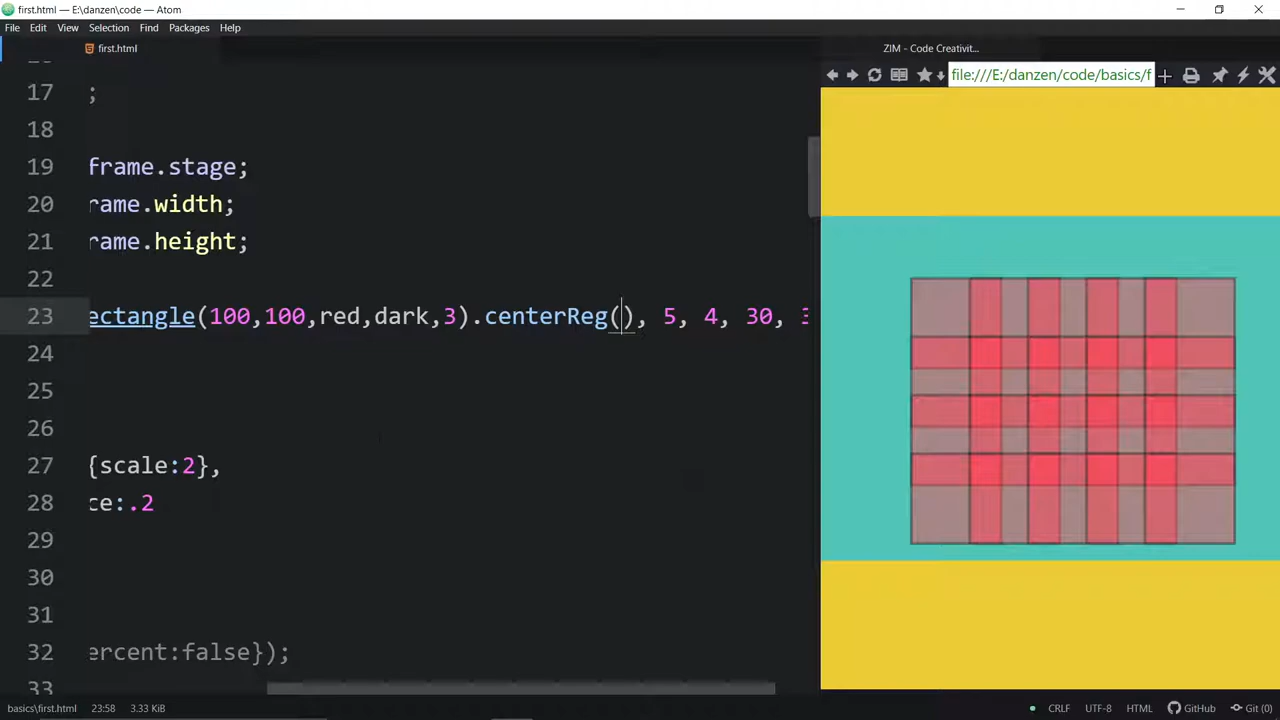 first.html — E:\danzen\code — Atom
File Edit View Selection Find Packages Help
first.html
ZIM - Code Creativit...
file:///E:/danzen/code/basics/f
17 ;
18
19 frame.stage;
20 rame.width;
21 rame.height;
22
23 ectangle(100,100,red,dark,3).centerReg(), 5, 4, 30, 3
24
25
26
27 {scale:2},
28 ce:.2
29
30
31
32 ercent:false});
33
basics\first.html 23:58 3.33 KiB CRLF UTF-8 HTML GitHub Git (0)